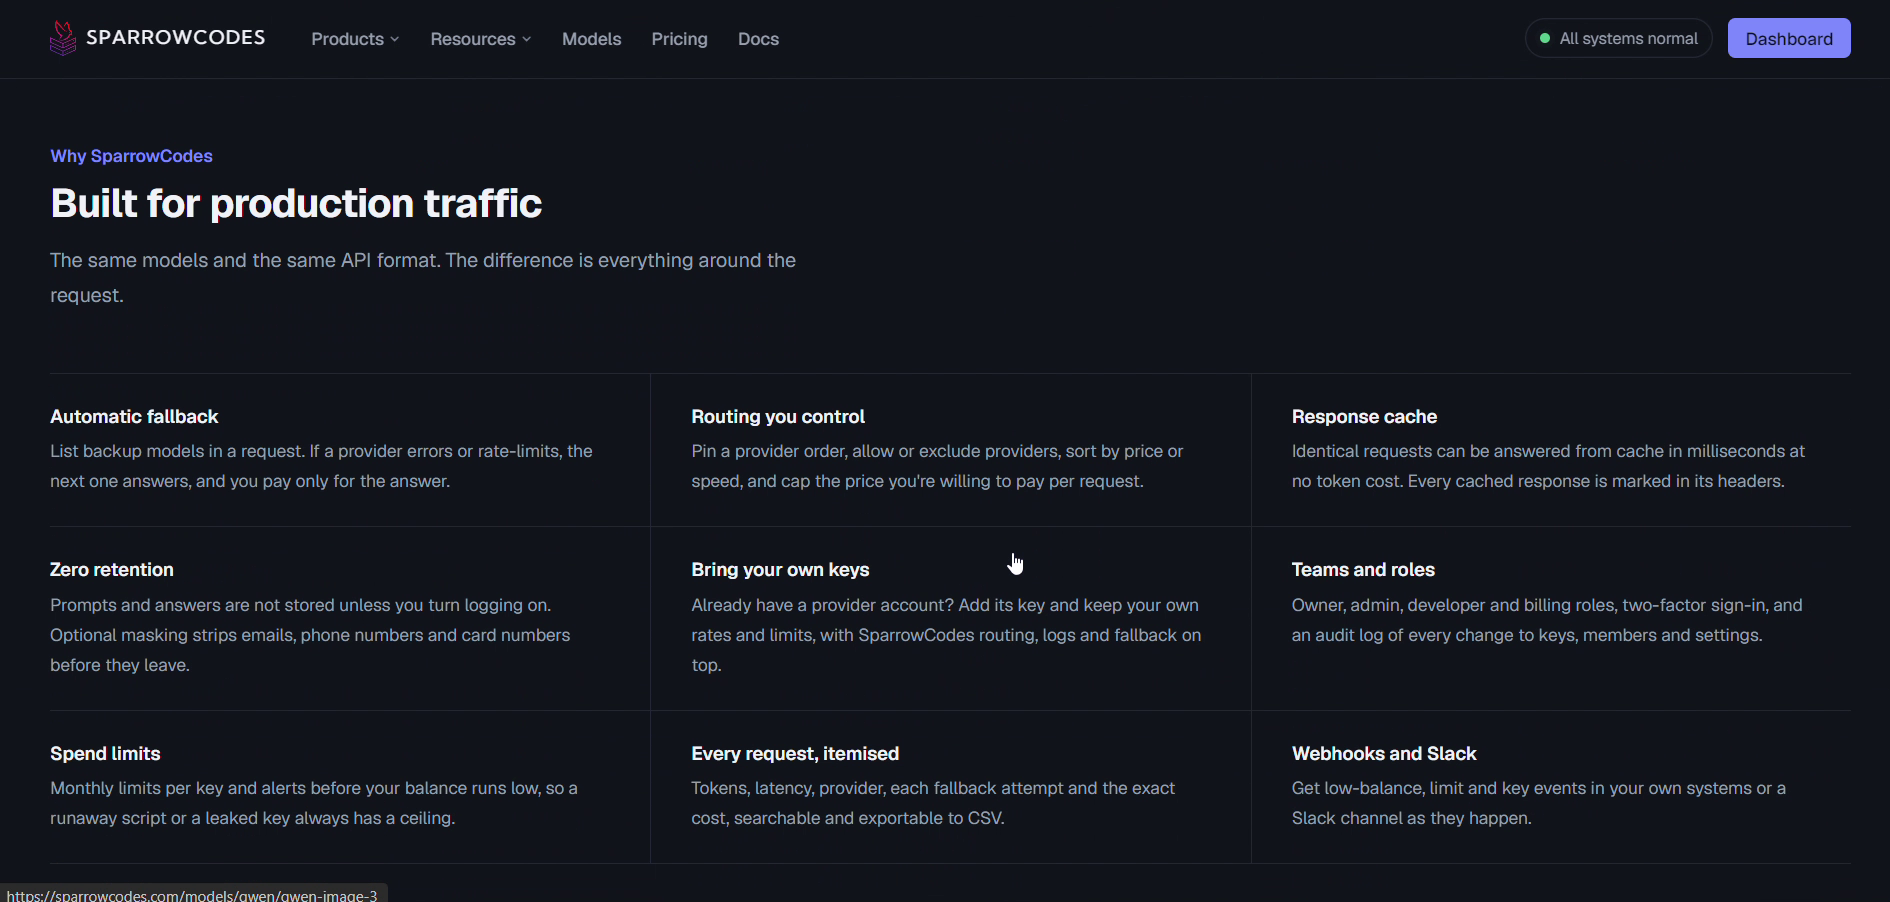 SPARROWCODES
Products
Resources
Models
Pricing
Docs
All systems normal
Dashboard
Why SparrowCodes
Built for production traffic
The same models and the same API format. The difference is everything around the
request.
Automatic fallback
List backup models in a request. If a provider errors or rate-limits, the
next one answers, and you pay only for the answer.
Routing you control
Pin a provider order, allow or exclude providers, sort by price or
speed, and cap the price you're willing to pay per request.
Response cache
Identical requests can be answered from cache in milliseconds at
no token cost. Every cached response is marked in its headers.
Zero retention
Prompts and answers are not stored unless you turn logging on.
Optional masking strips emails, phone numbers and card numbers
before they leave.
Bring your own keys
Already have a provider account? Add its key and keep your own
rates and limits, with SparrowCodes routing, logs and fallback on
top.
Teams and roles
Owner, admin, developer and billing roles, two-factor sign-in, and
an audit log of every change to keys, members and settings.
Spend limits
Monthly limits per key and alerts before your balance runs low, so a
runaway script or a leaked key always has a ceiling.
Every request, itemised
Tokens, latency, provider, each fallback attempt and the exact
cost, searchable and exportable to CSV.
Webhooks and Slack
Get low-balance, limit and key events in your own systems or a
Slack channel as they happen.
https://sparrowcodes.com/models/qwen/qwen-image-3